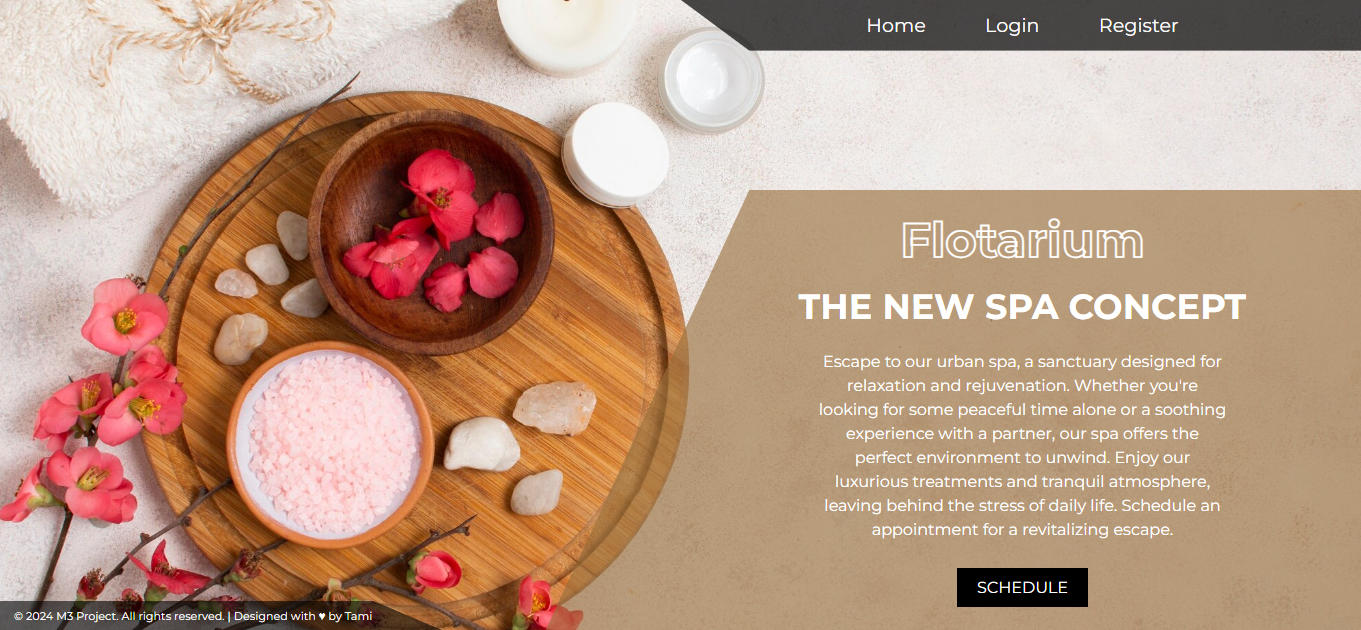 Home Login Register
Flotarium
THE NEW SPA CONCEPT
Escape to our urban spa, a sanctuary designed for
relaxation and rejuvenation. Whether you're
looking for some peaceful time alone or a soothing
experience with a partner, our spa offers the
perfect environment to unwind. Enjoy our
luxurious treatments and tranquil atmosphere,
leaving behind the stress of daily life. Schedule an
appointment for a revitalizing escape.
SCHEDULE
© 2024 M3 Project. All rights reserved. | Designed with ♥ by Tami